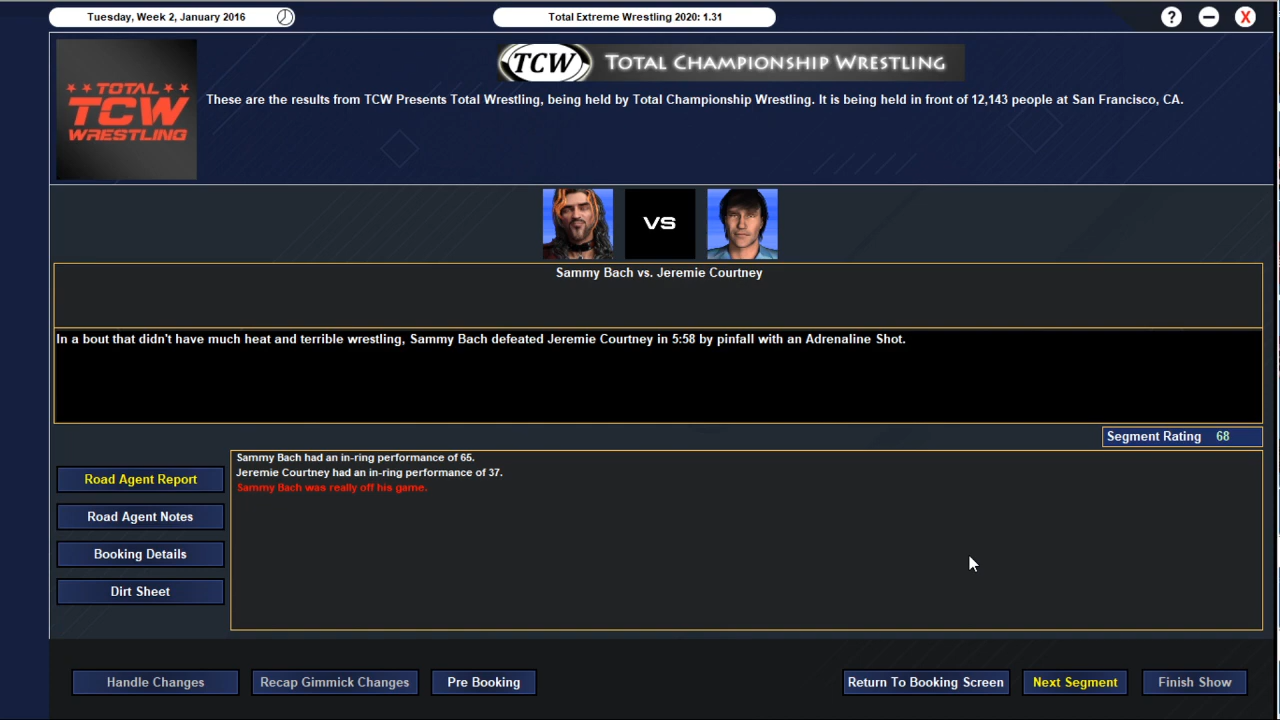 Tuesday, Week 2, January 2016
Total Extreme Wrestling 2020: 1.31
?
X
TOTAL
TCW
WRESTLING
TCW TOTAL CHAMPIONSHIP WRESTLING
These are the results from TCW Presents Total Wrestling, being held by Total Championship Wrestling. It is being held in front of 12,143 people at San Francisco, CA.
VS
Sammy Bach vs. Jeremie Courtney
In a bout that didn't have much heat and terrible wrestling, Sammy Bach defeated Jeremie Courtney in 5:58 by pinfall with an Adrenaline Shot.
Segment Rating 68
Sammy Bach had an in-ring performance of 65.
Jeremie Courtney had an in-ring performance of 37.
Sammy Bach was really off his game.
Road Agent Report
Road Agent Notes
Booking Details
Dirt Sheet
Handle Changes
Recap Gimmick Changes
Pre Booking
Return To Booking Screen
Next Segment
Finish Show